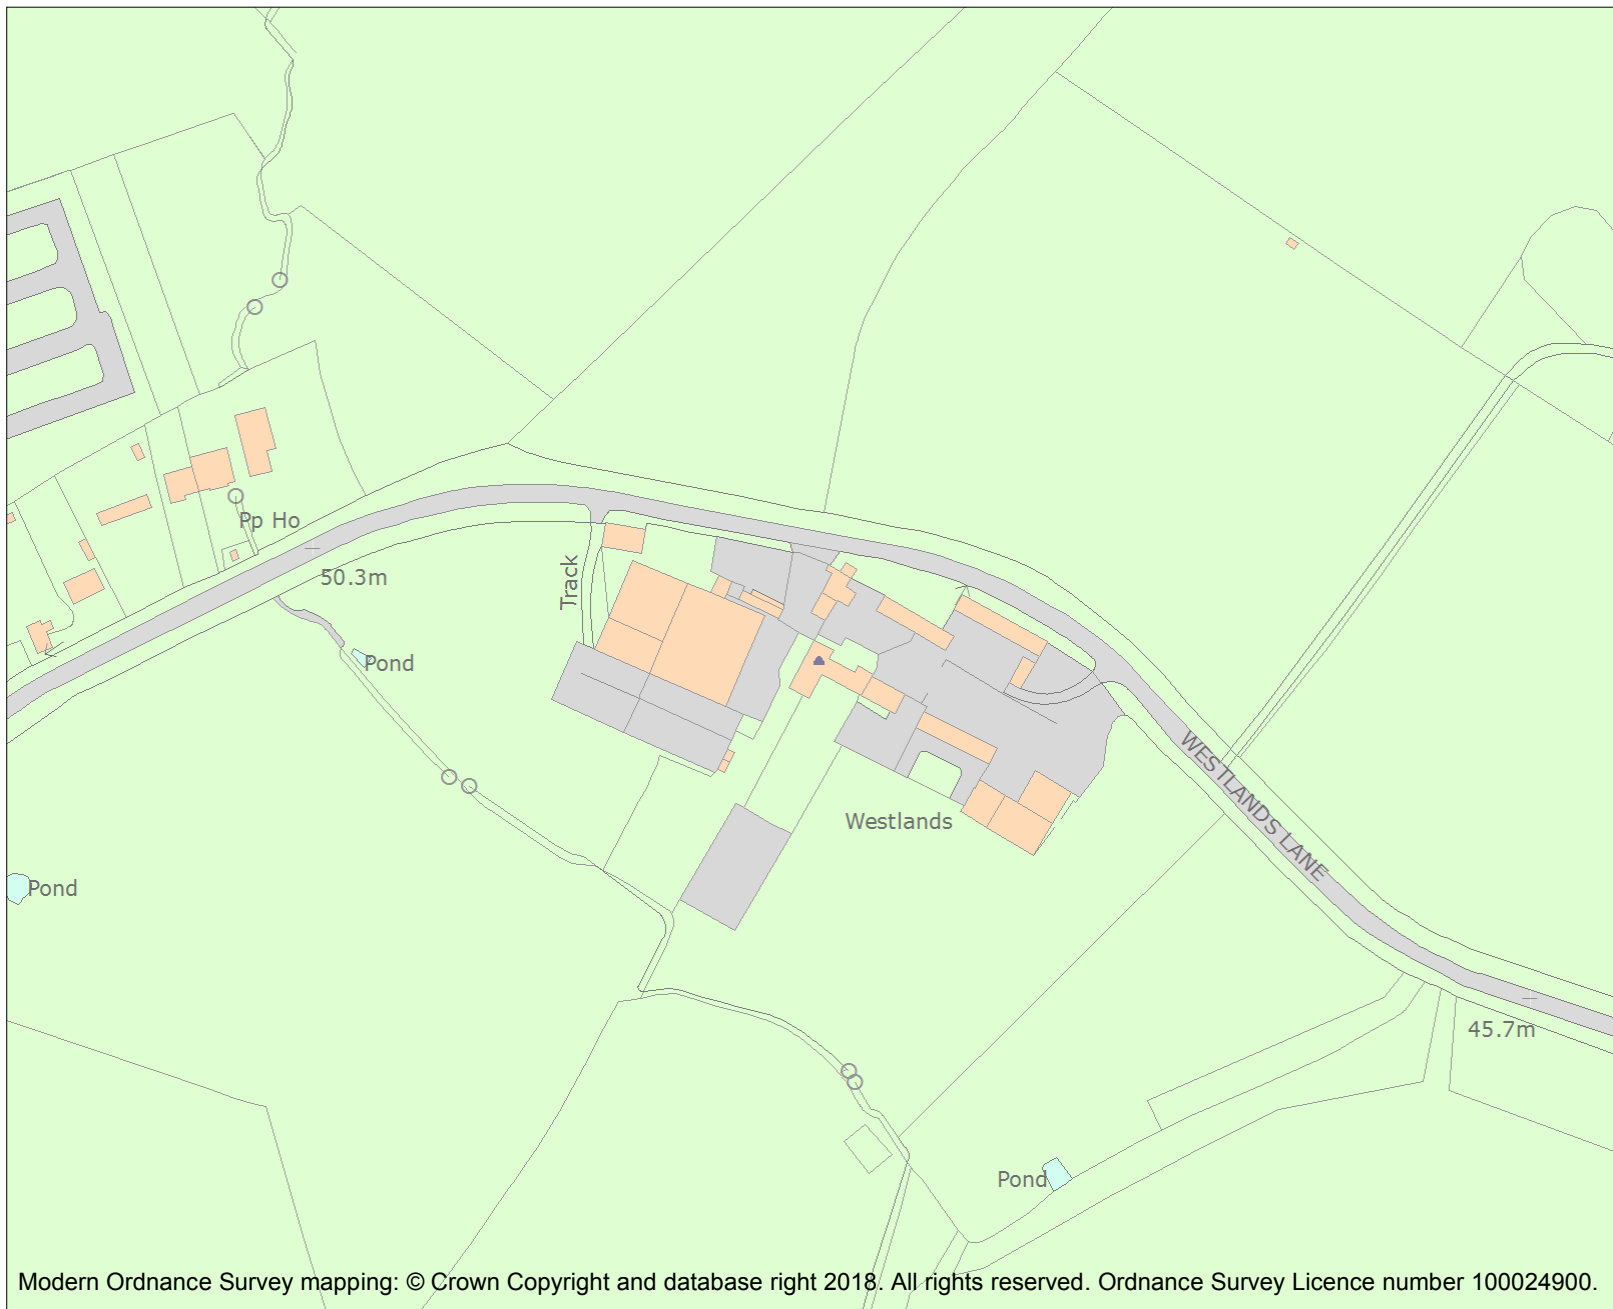 Pp Ho
50.3m
Track
Pond
WESTLANDS LANE
Westlands
Pond
45.7m
Pond
Modern Ordnance Survey mapping: © Crown Copyright and database right 2018. All rights reserved. Ordnance Survey Licence number 100024900.